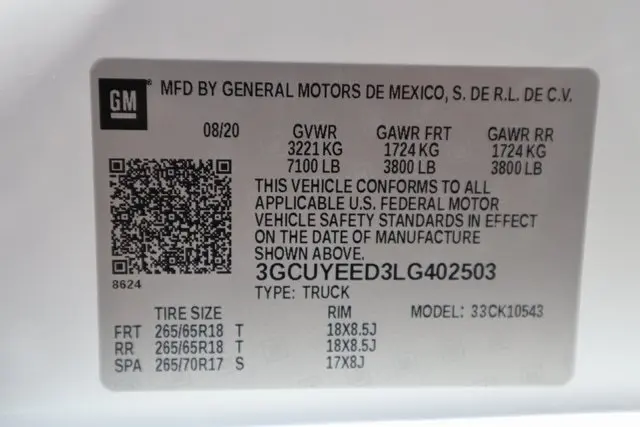 GM® MFD BY GENERAL MOTORS DE MEXICO, S. DE R.L. DE C.V.
08/20 GVWR GAWR FRT GAWR RR
3221 KG 1724 KG 1724 KG
7100 LB 3800 LB 3800 LB
THIS VEHICLE CONFORMS TO ALL
APPLICABLE U.S. FEDERAL MOTOR
VEHICLE SAFETY STANDARDS IN EFFECT
ON THE DATE OF MANUFACTURE
SHOWN ABOVE.
3GCUYEED3LG402503
8624
TYPE: TRUCK
TIRE SIZE RIM MODEL: 33CK10543
FRT 265/65R18 T 18X8.5J
RR 265/65R18 T 18X8.5J
SPA 265/70R17 S 17X8J